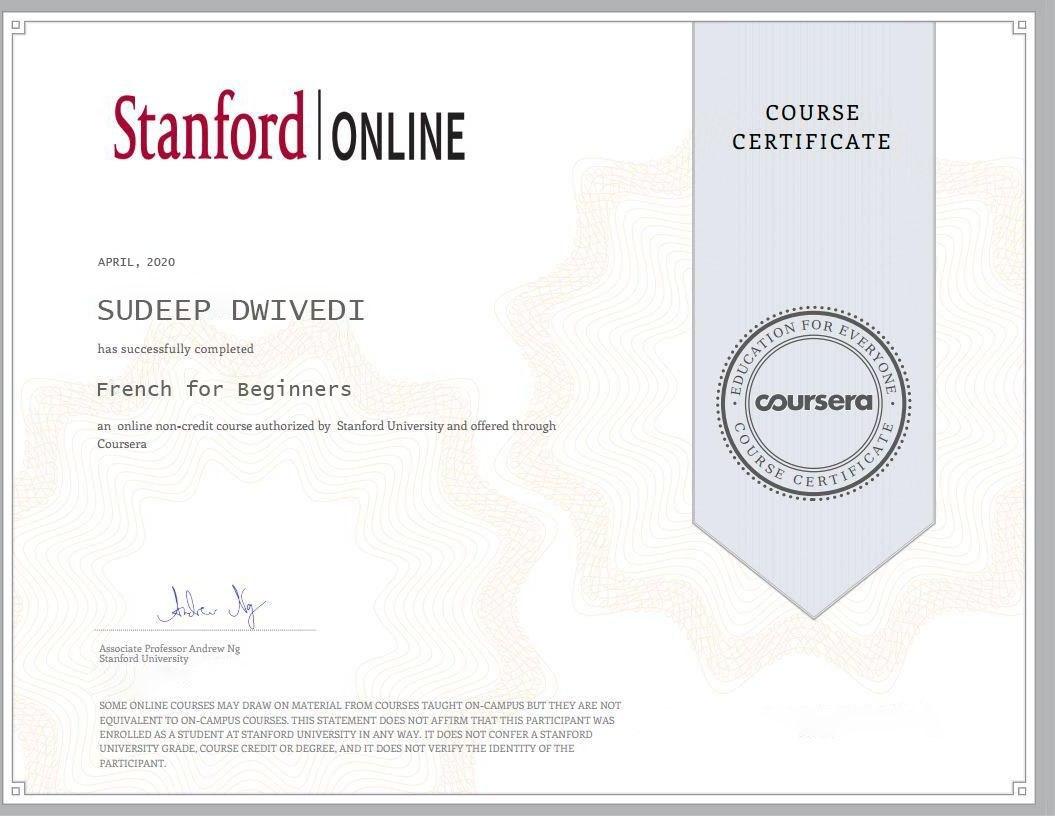 Stanford | ONLINE
COURSE
CERTIFICATE
APRIL, 2020
SUDEEP DWIVEDI
has successfully completed
French for Beginners
an online non-credit course authorized by Stanford University and offered through
Coursera
EDUCATION FOR EVERYONE
coursera
COURSE CERTIFICATE
Andrew Ng
Associate Professor Andrew Ng
Stanford University
SOME ONLINE COURSES MAY DRAW ON MATERIAL FROM COURSES TAUGHT ON-CAMPUS BUT THEY ARE NOT
EQUIVALENT TO ON-CAMPUS COURSES. THIS STATEMENT DOES NOT AFFIRM THAT THIS PARTICIPANT WAS
ENROLLED AS A STUDENT AT STANFORD UNIVERSITY IN ANY WAY. IT DOES NOT CONFER A STANFORD
UNIVERSITY GRADE, COURSE CREDIT OR DEGREE, AND IT DOES NOT VERIFY THE IDENTITY OF THE
PARTICIPANT.